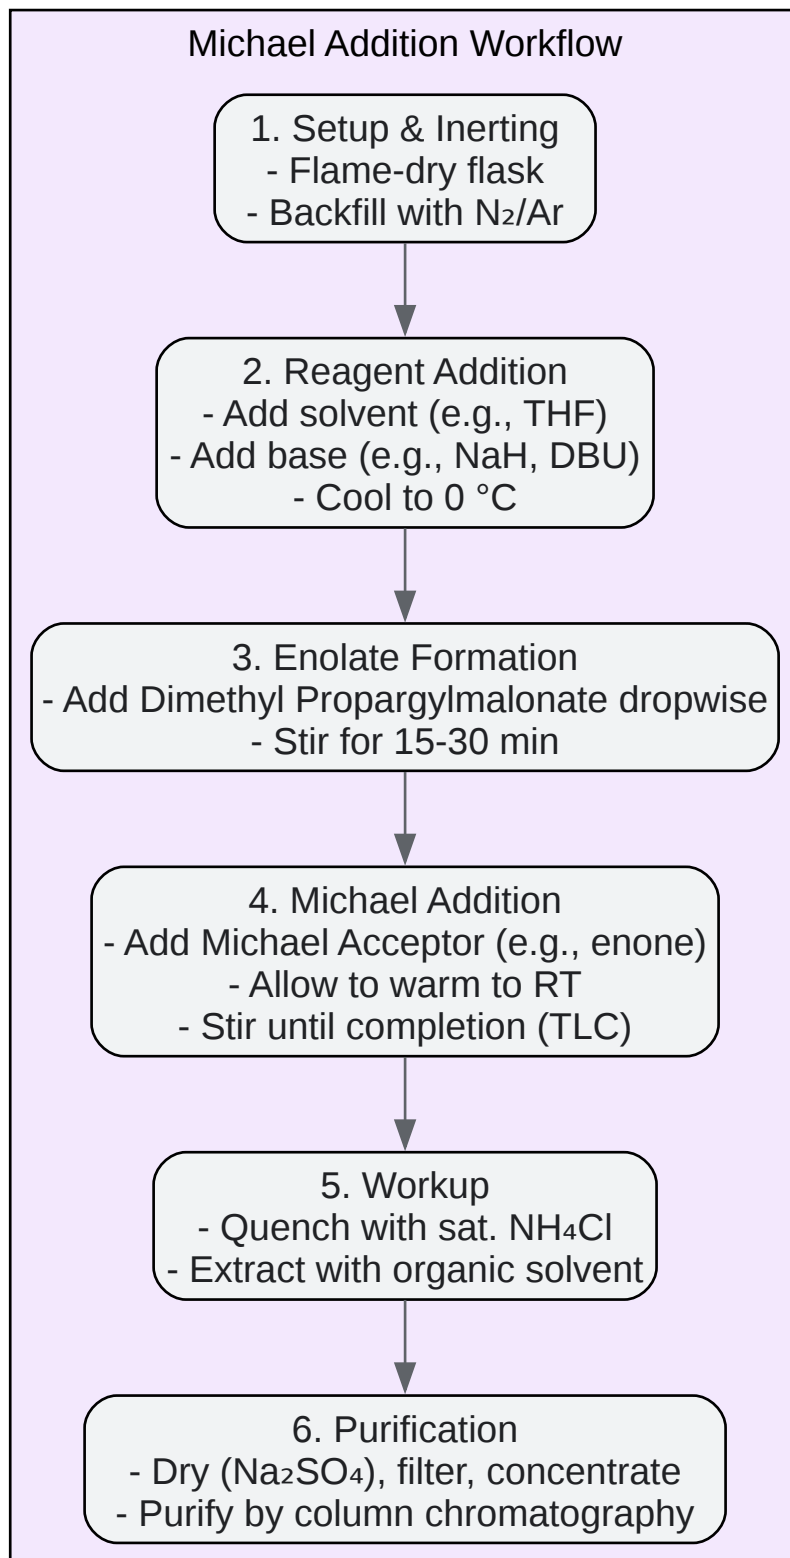 Michael Addition Workflow
1. Setup & Inerting
- Flame-dry flask
- Backfill with N₂/Ar
2. Reagent Addition
- Add solvent (e.g., THF)
- Add base (e.g., NaH, DBU)
- Cool to 0 °C
3. Enolate Formation
- Add Dimethyl Propargylmalonate dropwise
- Stir for 15-30 min
4. Michael Addition
- Add Michael Acceptor (e.g., enone)
- Allow to warm to RT
- Stir until completion (TLC)
5. Workup
- Quench with sat. NH₄Cl
- Extract with organic solvent
6. Purification
- Dry (Na₂SO₄), filter, concentrate
- Purify by column chromatography